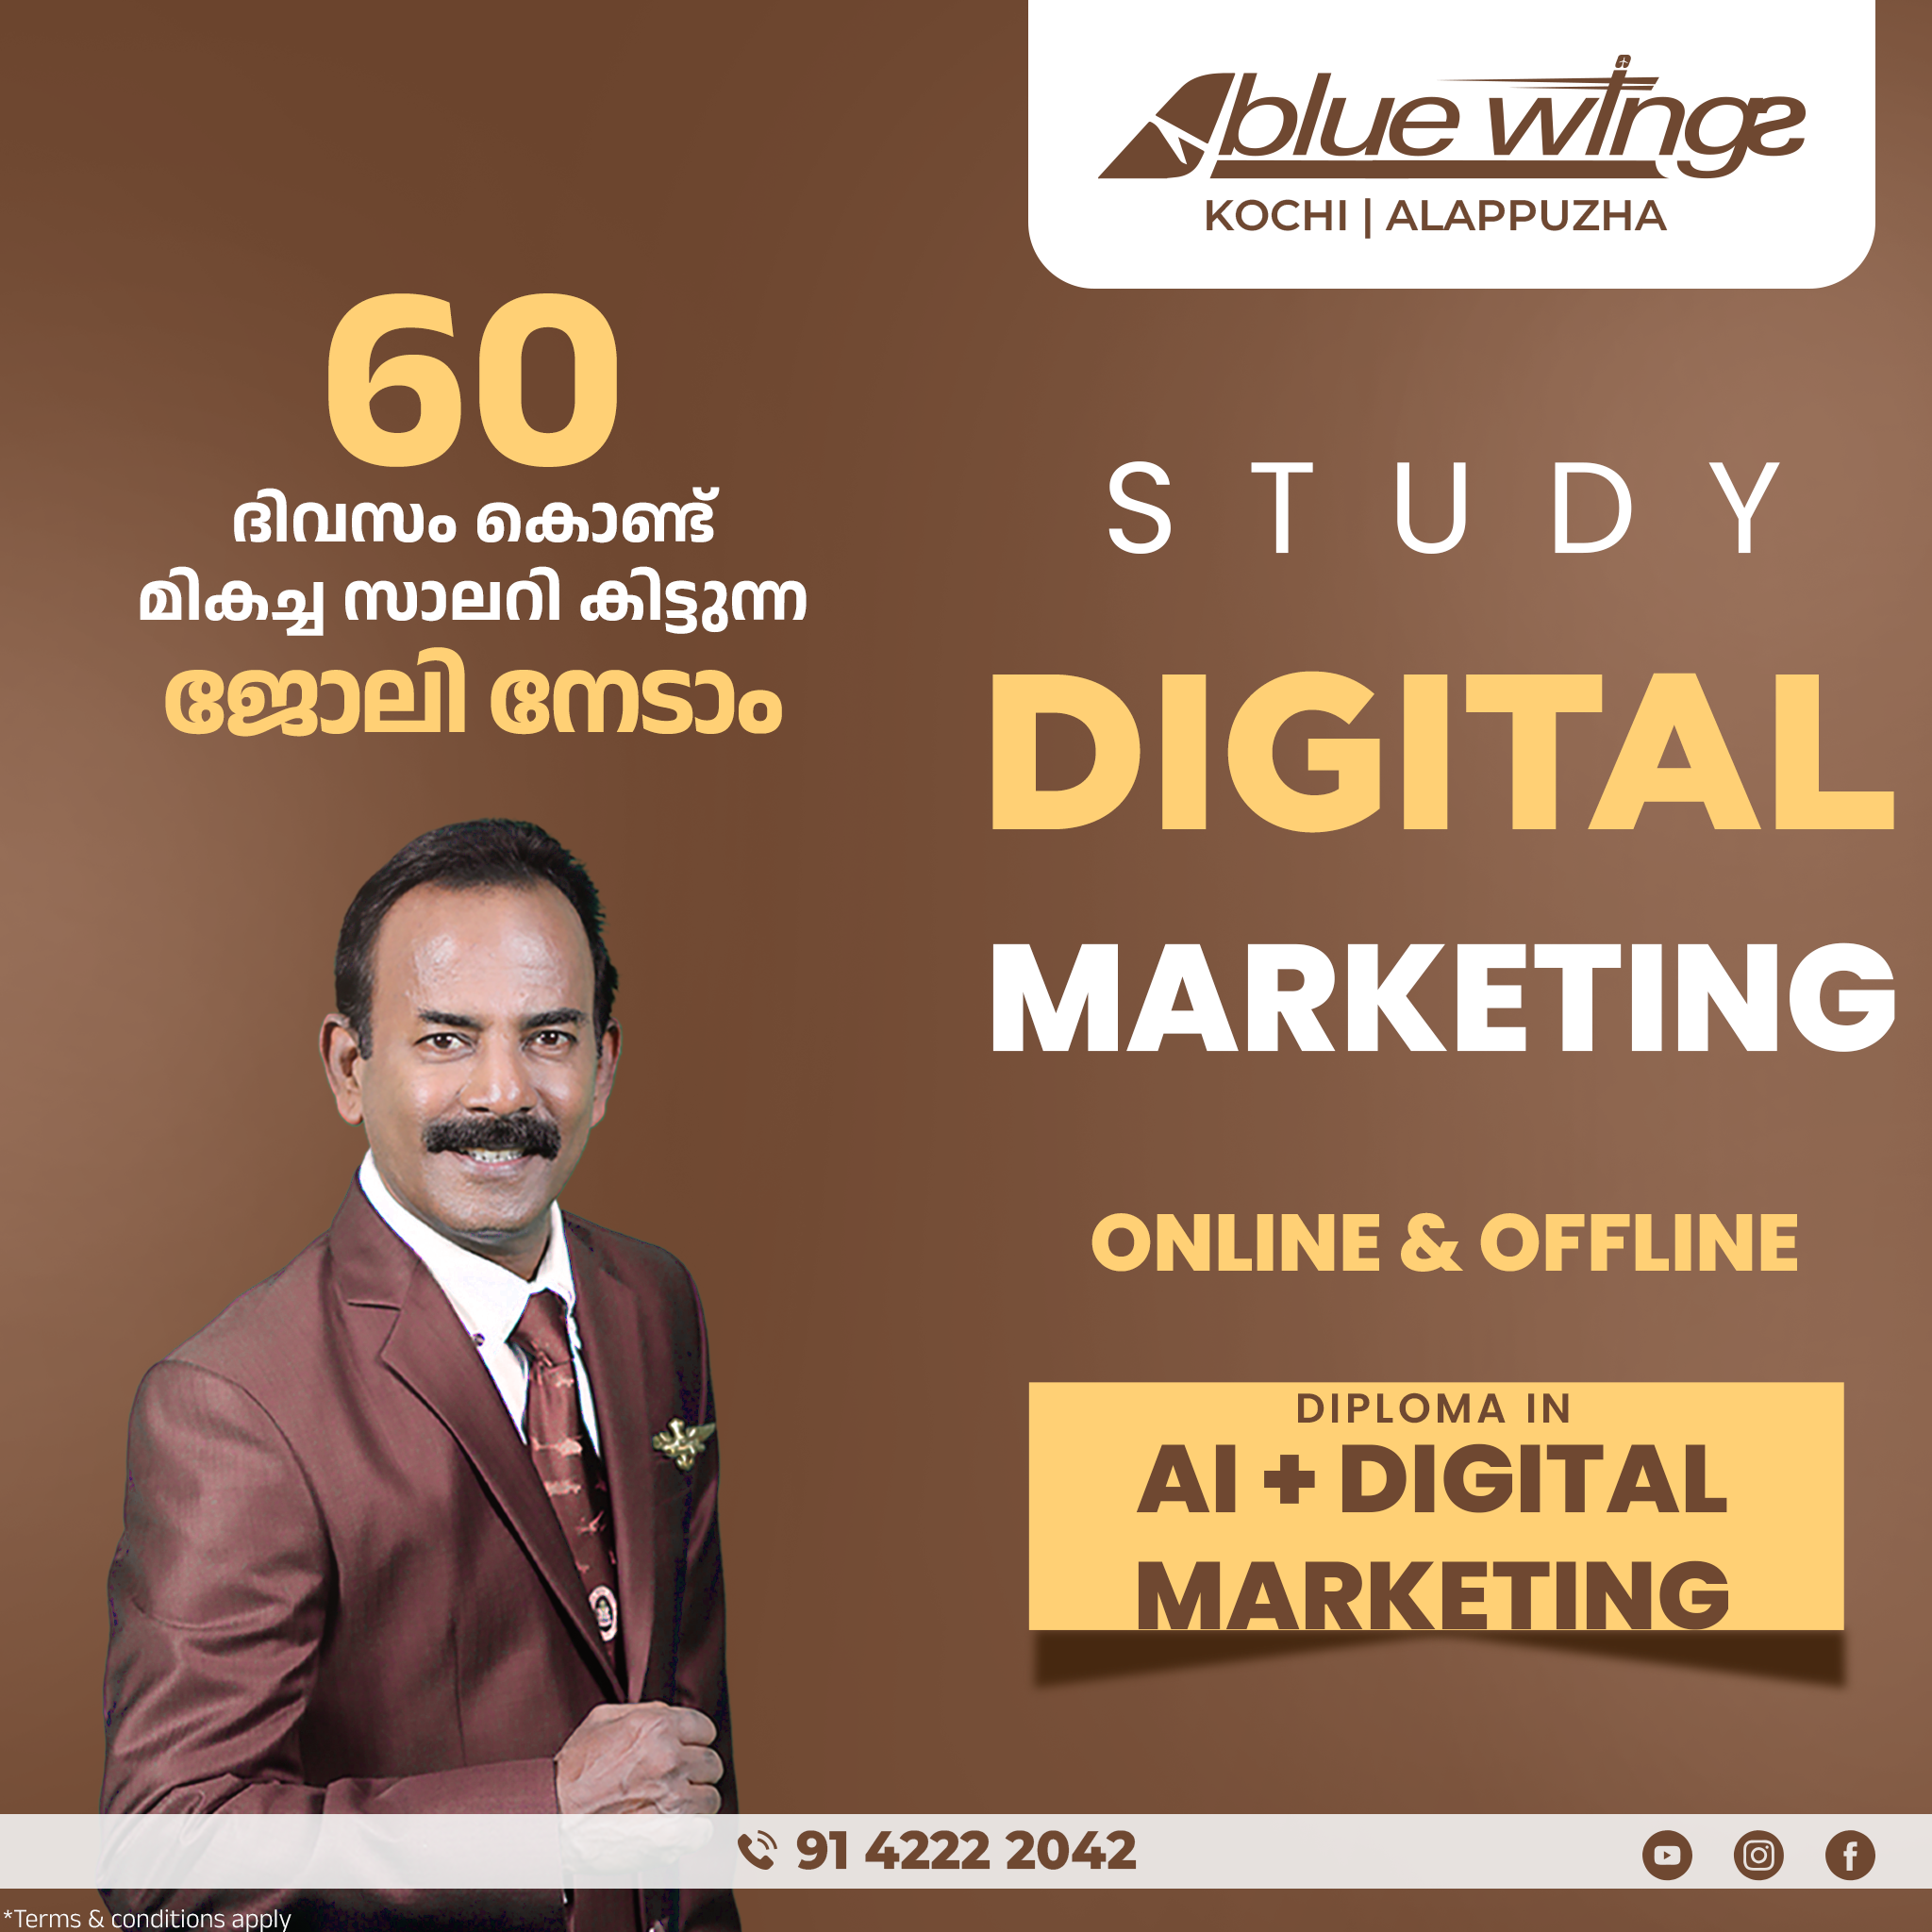 blue wings
KOCHI | ALAPPUZHA
60
ദിവസം കൊണ്ട്
മികച്ച സാലറി കിട്ടുന്ന
ജോലി നേടാം
STUDY
DIGITAL
MARKETING
ONLINE & OFFLINE
DIPLOMA IN
AI + DIGITAL
MARKETING
91 4222 2042
*Terms & conditions apply